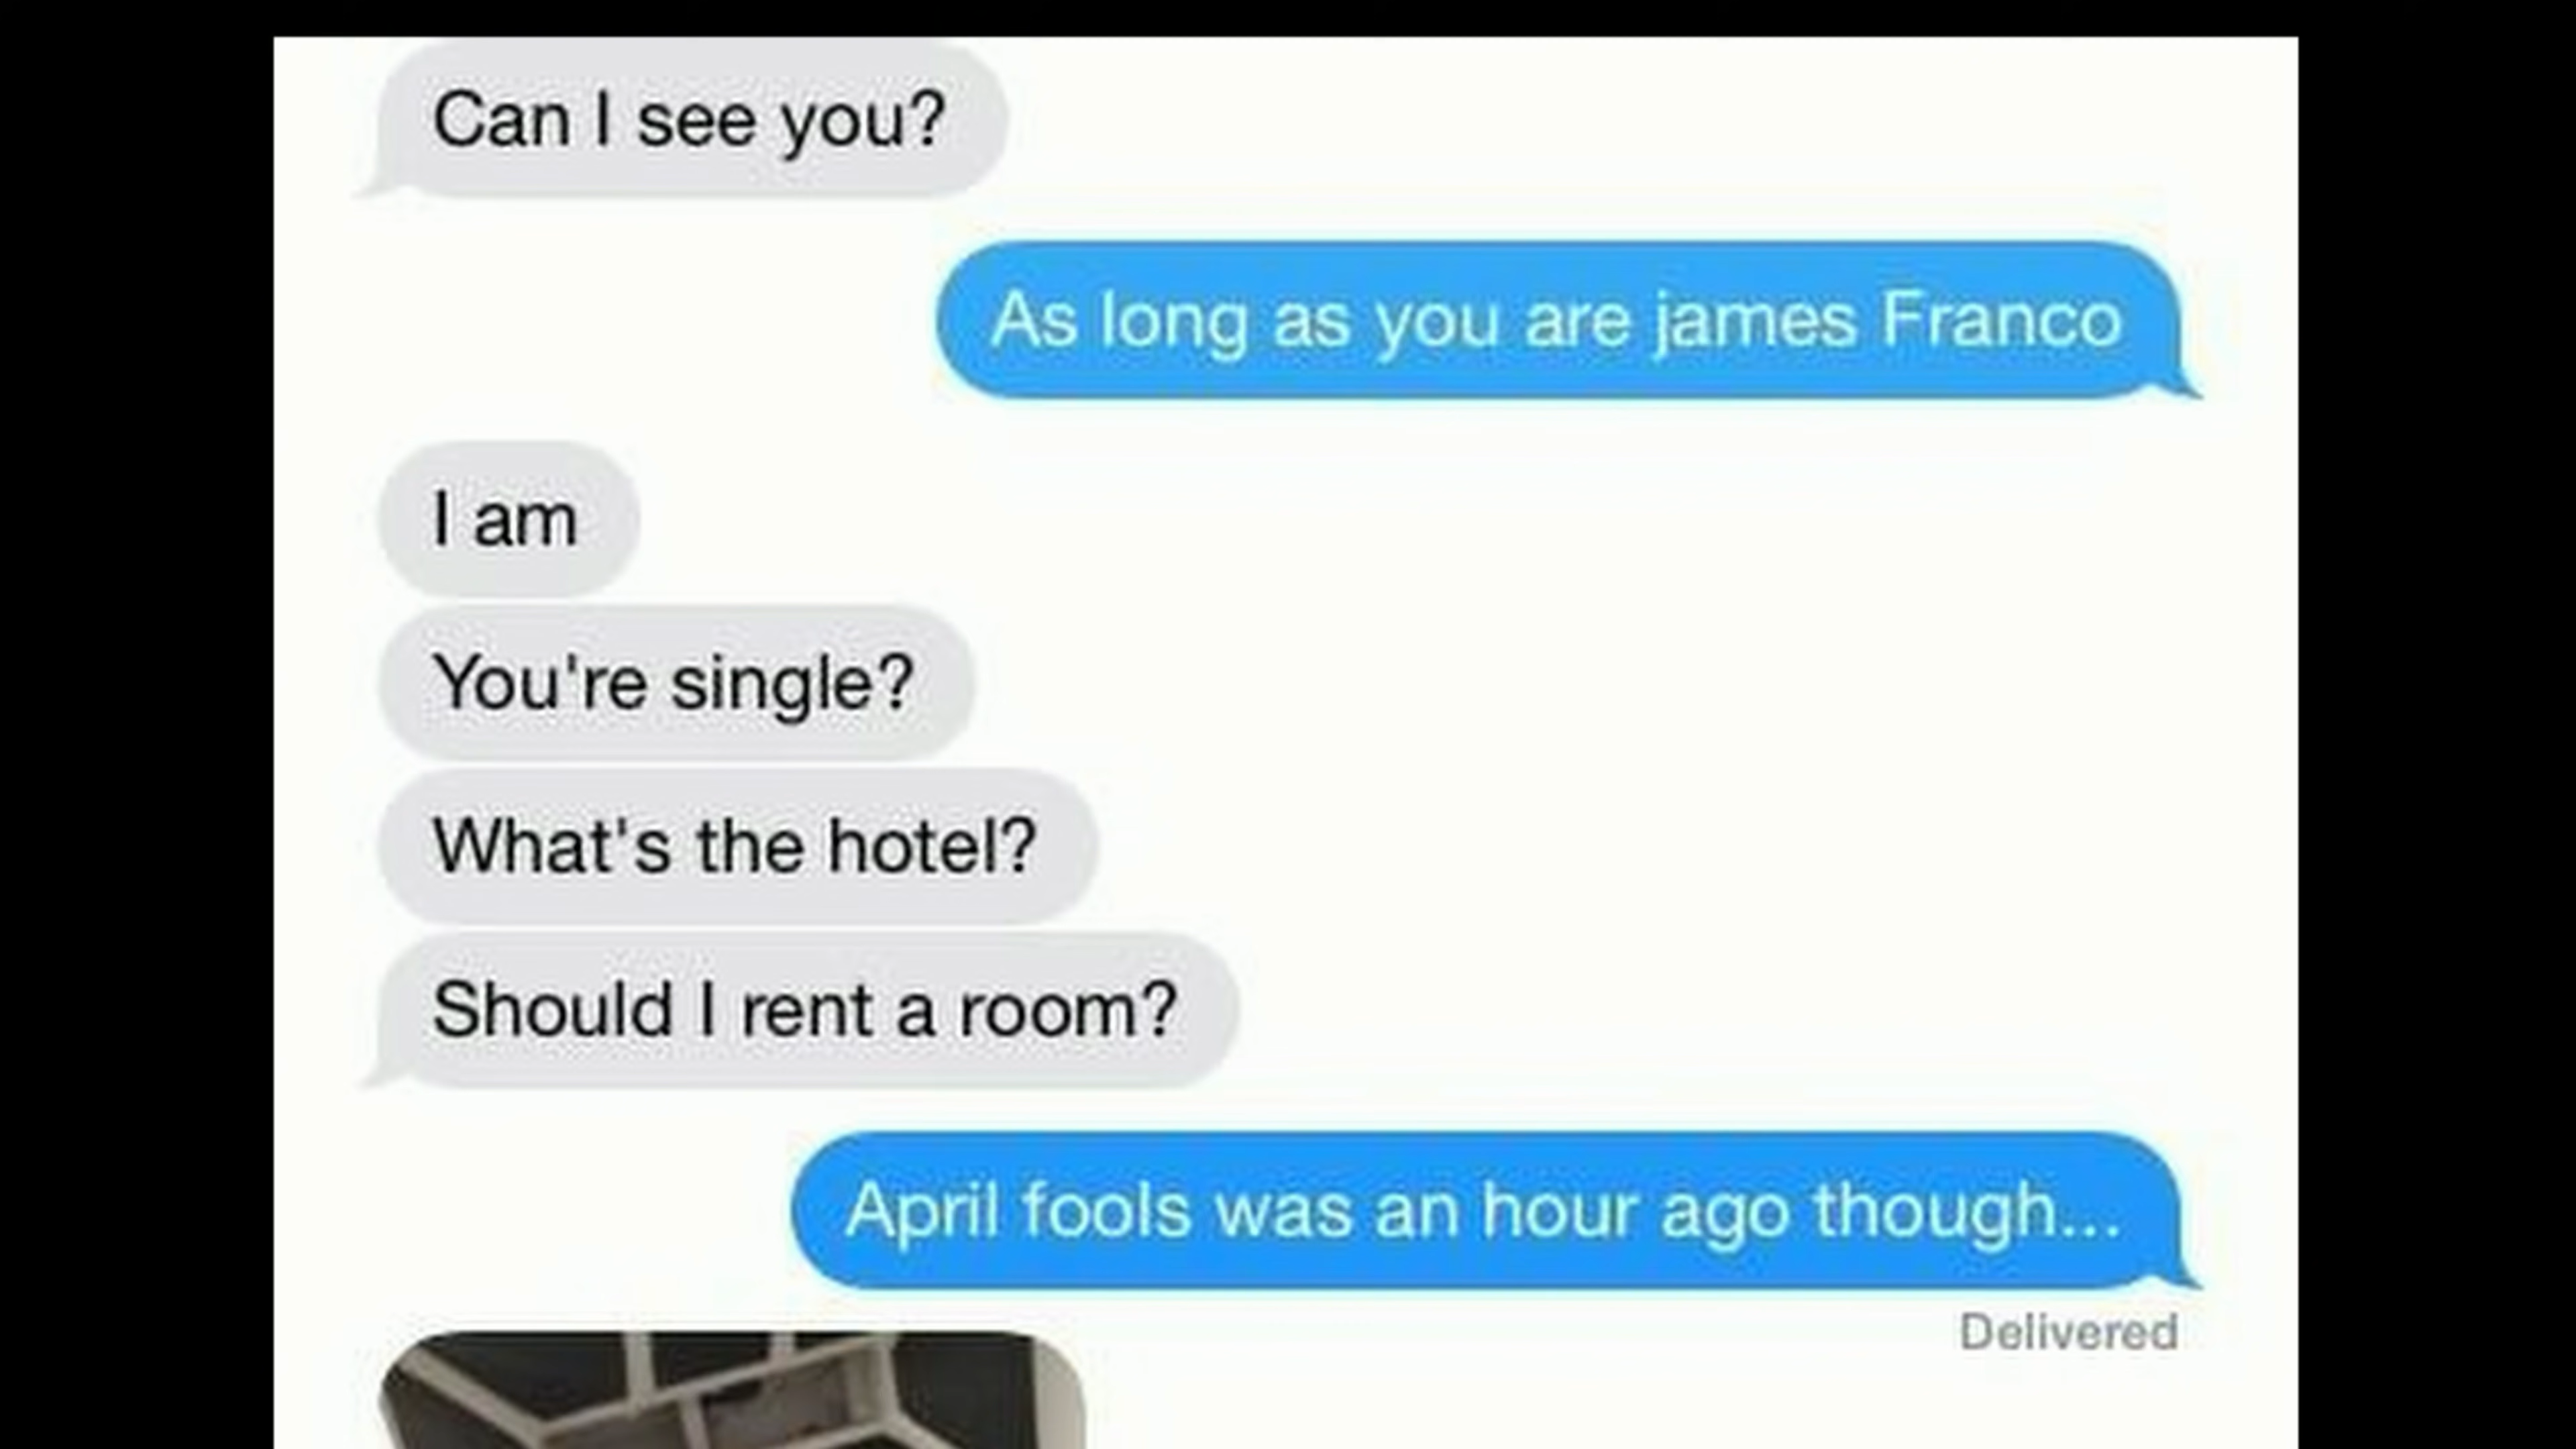 Can I see you?
As long as you are james Franco
I am
You're single?
What's the hotel?
Should I rent a room?
April fools was an hour ago though...
Delivered